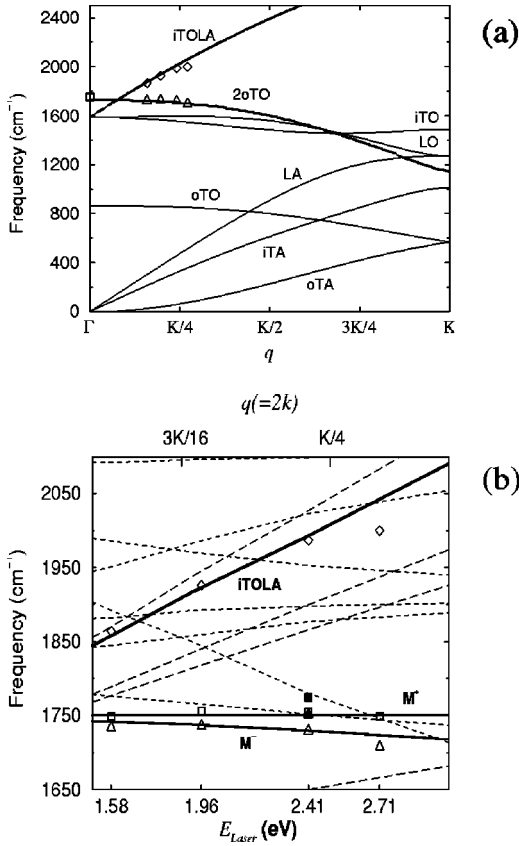 2400
2000
1600
1200
800
400
0
Frequency (cm⁻¹)
iTOLA
2oTO
iTO
LO
LA
oTO
iTA
oTA
Γ K/4 K/2 3K/4 K
q
(a)
q(=2k)
3K/16 K/4
2050
1950
1850
1750
1650
Frequency (cm⁻¹)
iTOLA
M⁺
M⁻
1.58 1.96 2.41 2.71
E_Laser (eV)
(b)